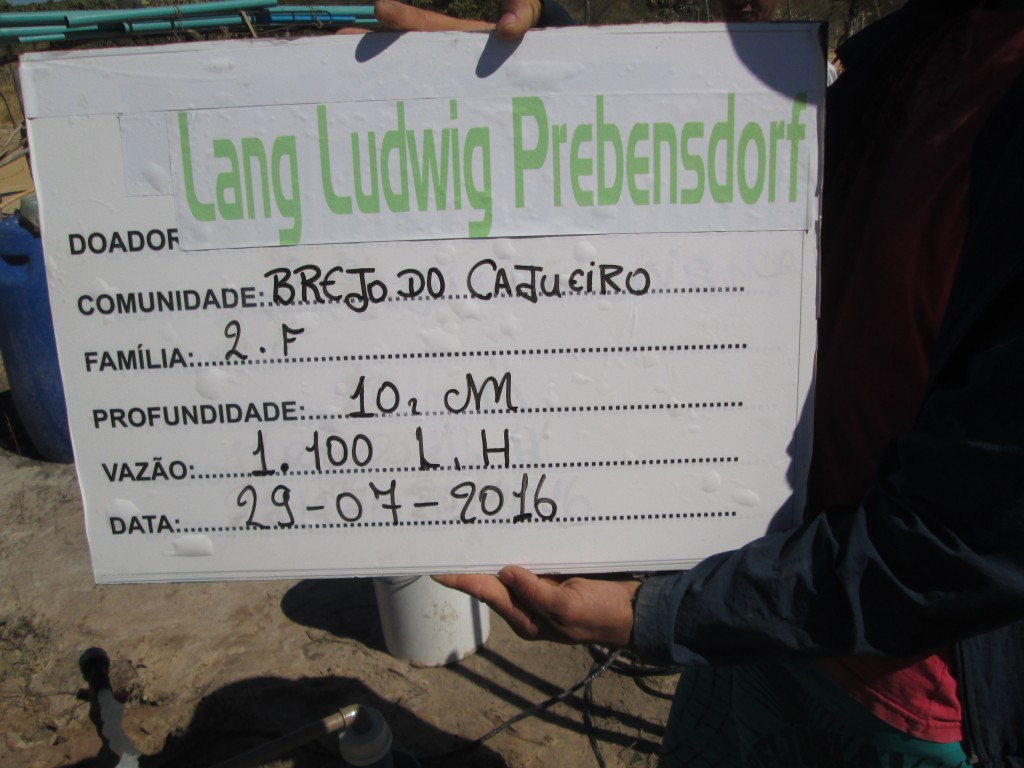 Lang Ludwig Prebensdorf
DOADOR
COMUNIDADE: BREJO DO CAJUEIRO
FAMÍLIA: 2. F
PROFUNDIDADE: 10, M
VAZÃO: 1.100 L. H
DATA: 29-07-2016